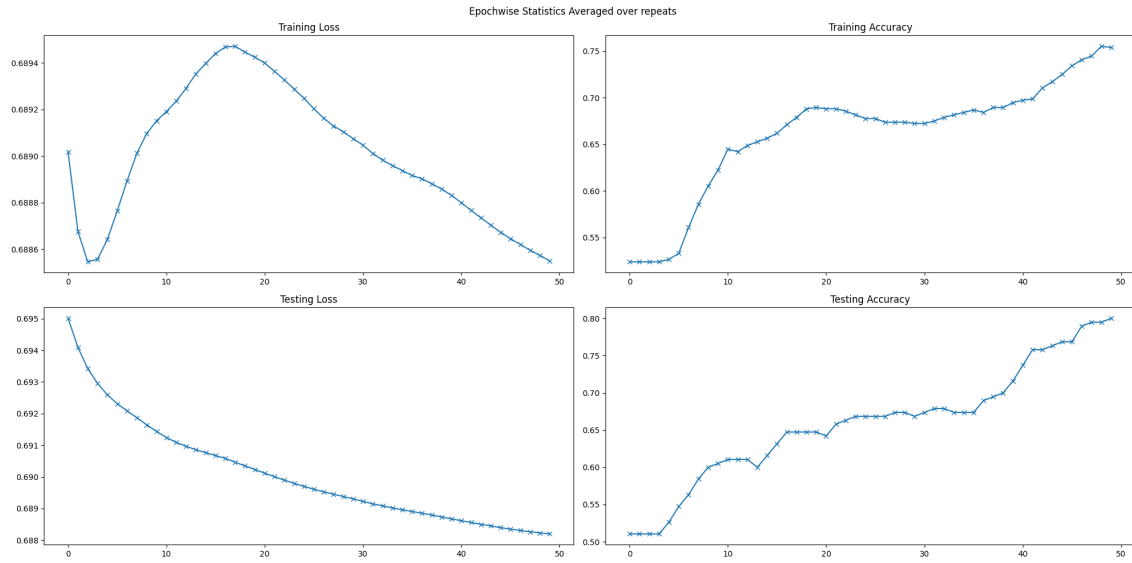 Epochwise Statistics Averaged over repeats
Training Loss
0.6894
0.6892
0.6890
0.6888
0.6886
0 10 20 30 40 50
Training Accuracy
0.75
0.70
0.65
0.60
0.55
0 10 20 30 40 50
Testing Loss
0.695
0.694
0.693
0.692
0.691
0.690
0.689
0.688
0 10 20 30 40 50
Testing Accuracy
0.80
0.75
0.70
0.65
0.60
0.55
0.50
0 10 20 30 40 50